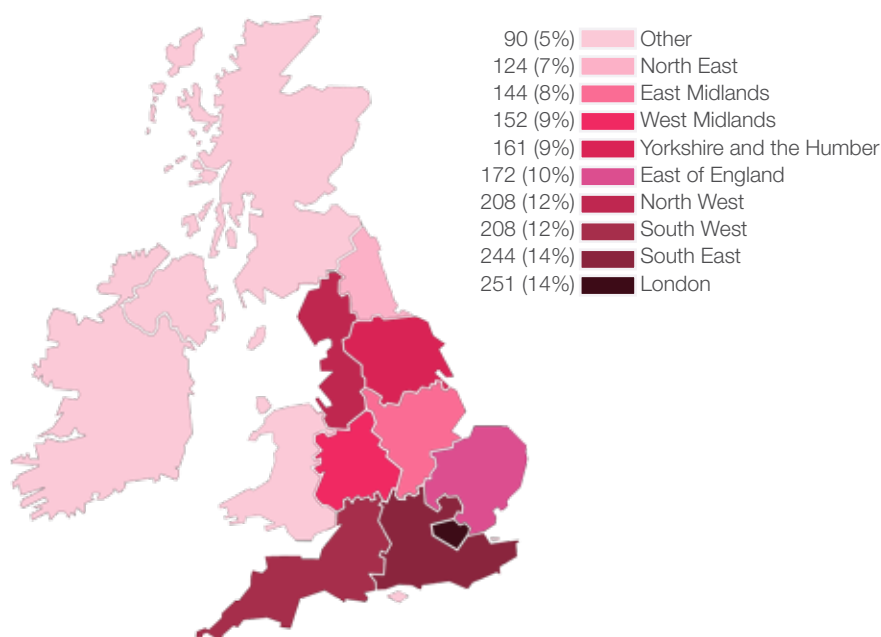 90 (5%) Other
124 (7%) North East
144 (8%) East Midlands
152 (9%) West Midlands
161 (9%) Yorkshire and the Humber
172 (10%) East of England
208 (12%) North West
208 (12%) South West
244 (14%) South East
251 (14%) London